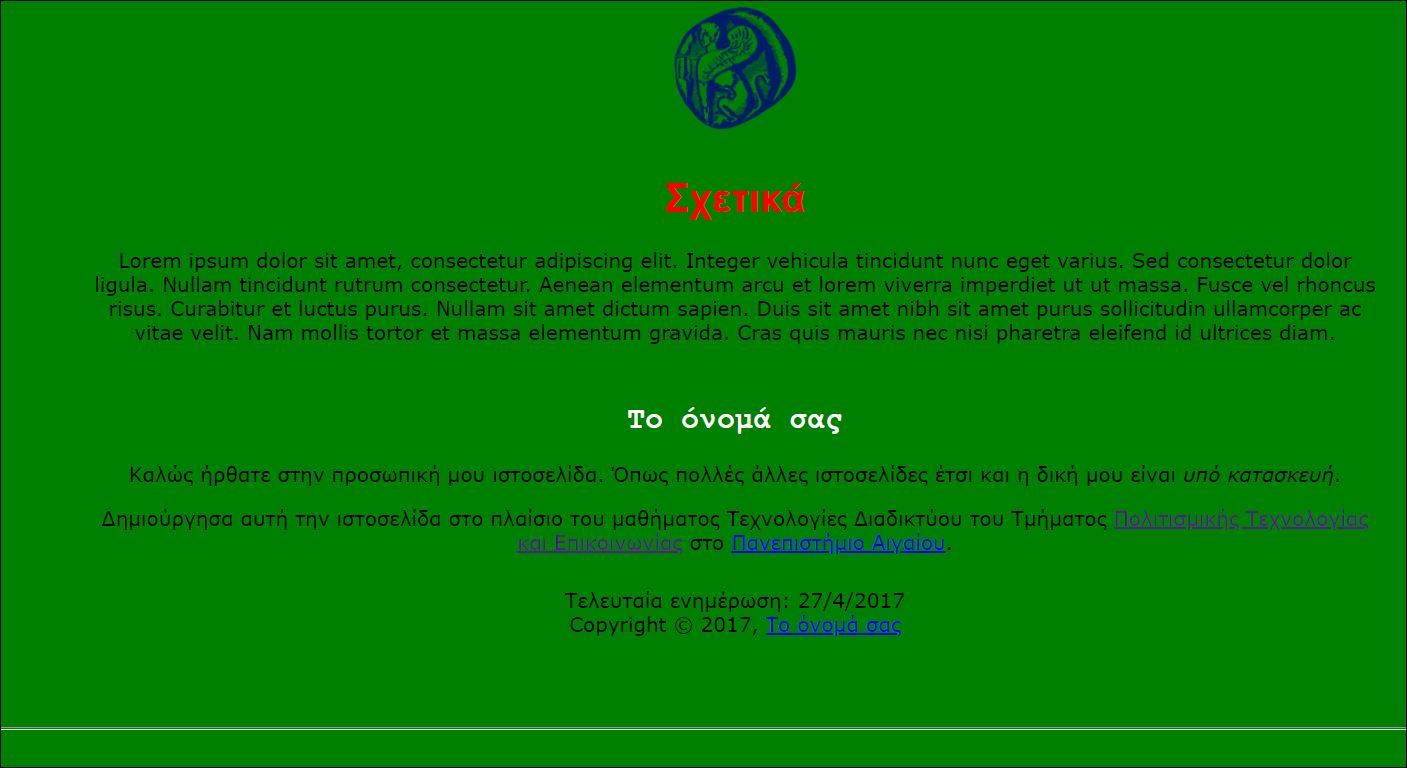 Σχετικά
Lorem ipsum dolor sit amet, consectetur adipiscing elit. Integer vehicula tincidunt nunc eget varius. Sed consectetur dolor
ligula. Nullam tincidunt rutrum consectetur. Aenean elementum arcu et lorem viverra imperdiet ut ut massa. Fusce vel rhoncus
risus. Curabitur et luctus purus. Nullam sit amet dictum sapien. Duis sit amet nibh sit amet purus sollicitudin ullamcorper ac
vitae velit. Nam mollis tortor et massa elementum gravida. Cras quis mauris nec nisi pharetra eleifend id ultrices diam.
Το όνομά σας
Καλώς ήρθατε στην προσωπική μου ιστοσελίδα. Όπως πολλές άλλες ιστοσελίδες έτσι και η δική μου είναι υπό κατασκευή.
Δημιούργησα αυτή την ιστοσελίδα στο πλαίσιο του μαθήματος Τεχνολογίες Διαδικτύου του Τμήματος Πολιτισμικής Τεχνολογίας
και Επικοινωνίας στο Πανεπιστήμιο Αιγαίου.
Τελευταία ενημέρωση: 27/4/2017
Copyright © 2017, Το όνομά σας